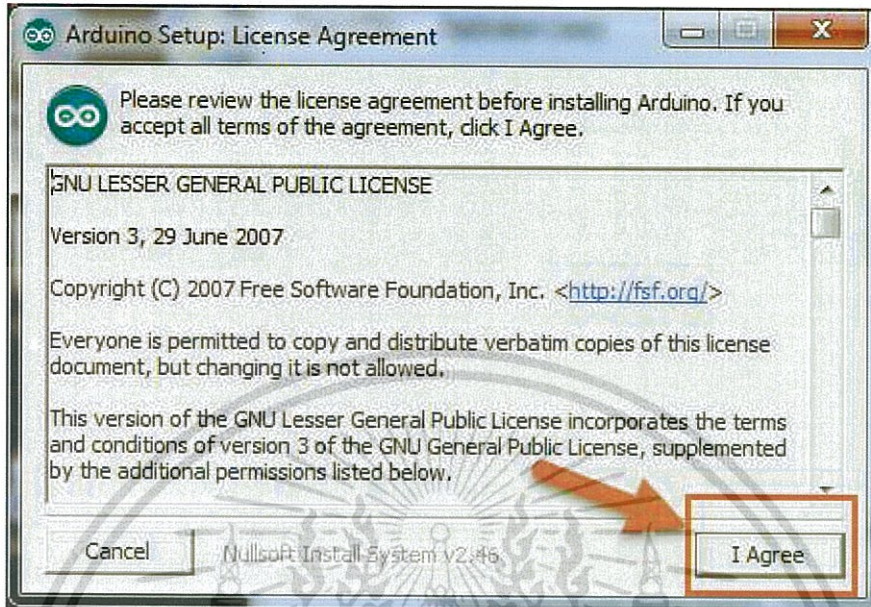 Arduino Setup: License Agreement
Please review the license agreement before installing Arduino. If you
accept all terms of the agreement, click I Agree.
GNU LESSER GENERAL PUBLIC LICENSE
Version 3, 29 June 2007
Copyright (C) 2007 Free Software Foundation, Inc. <http://fsf.org/>
Everyone is permitted to copy and distribute verbatim copies of this license
document, but changing it is not allowed.
This version of the GNU Lesser General Public License incorporates the terms
and conditions of version 3 of the GNU General Public License, supplemented
by the additional permissions listed below.
Cancel
Nullsoft Install System v2.46
I Agree